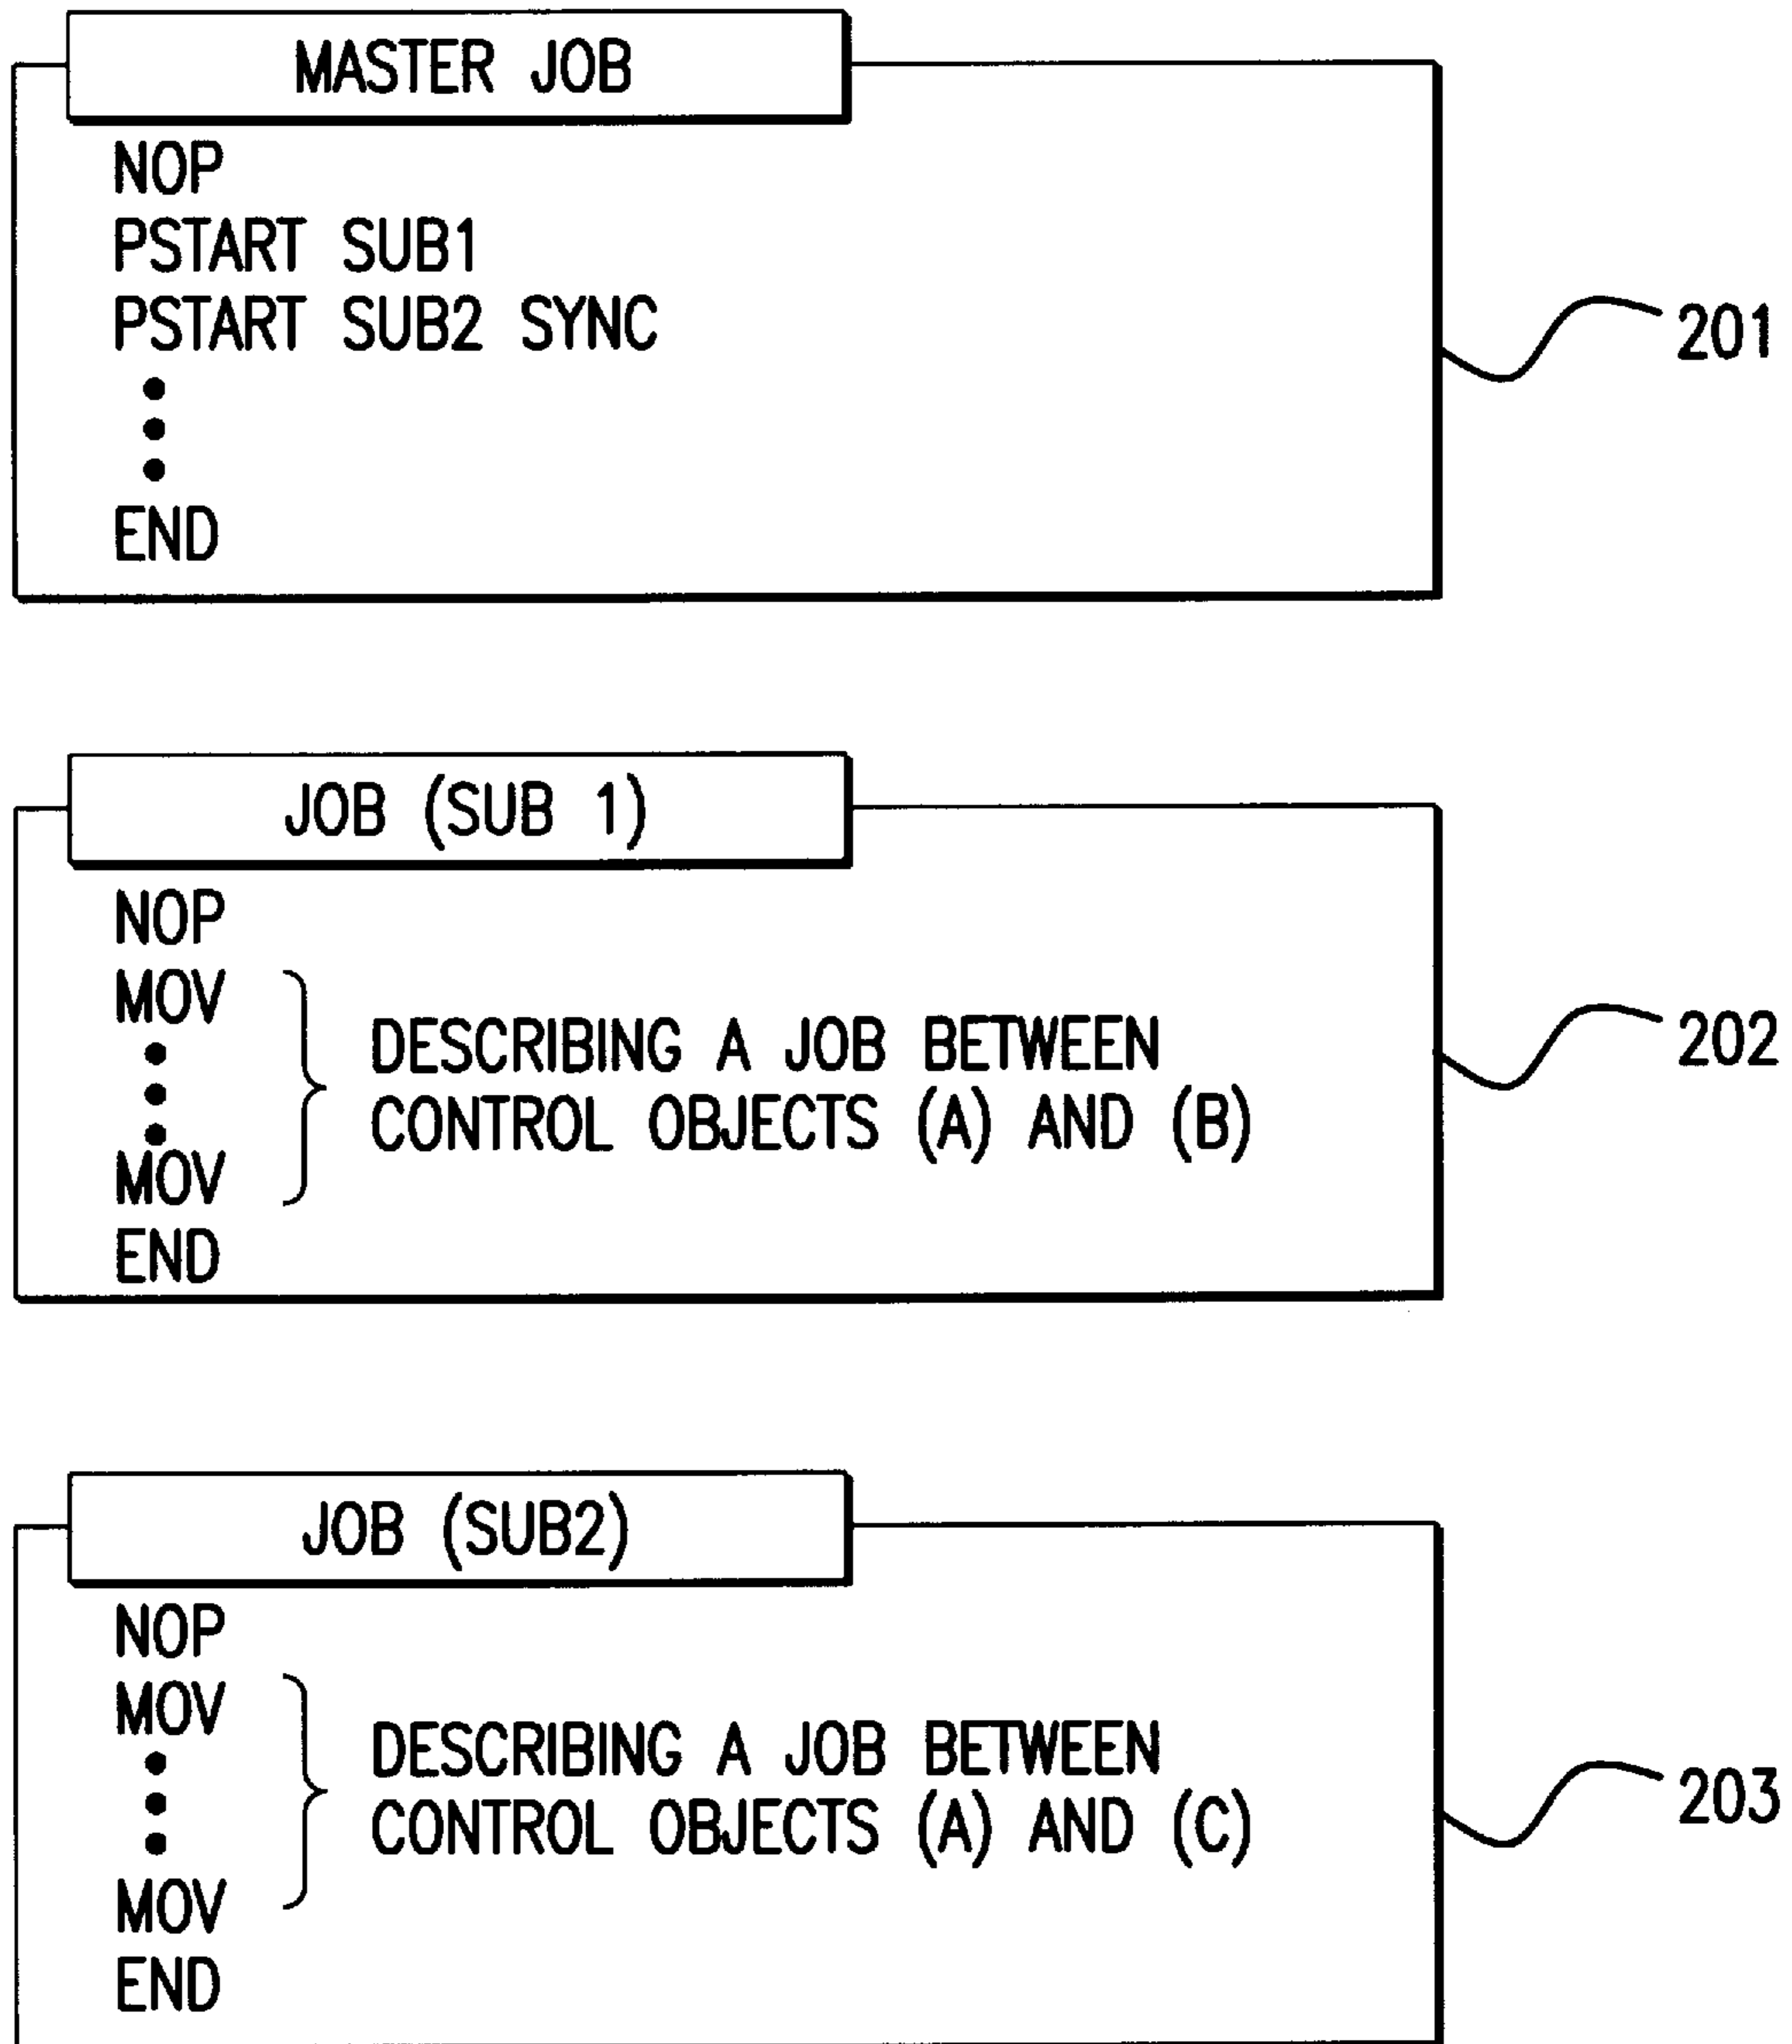 MASTER JOB
NOP
PSTART SUB1
PSTART SUB2 SYNC
END
201
JOB (SUB 1)
NOP
MOV
DESCRIBING A JOB BETWEEN
CONTROL OBJECTS (A) AND (B)
MOV
END
202
JOB (SUB2)
NOP
MOV
DESCRIBING A JOB BETWEEN
CONTROL OBJECTS (A) AND (C)
MOV
END
203